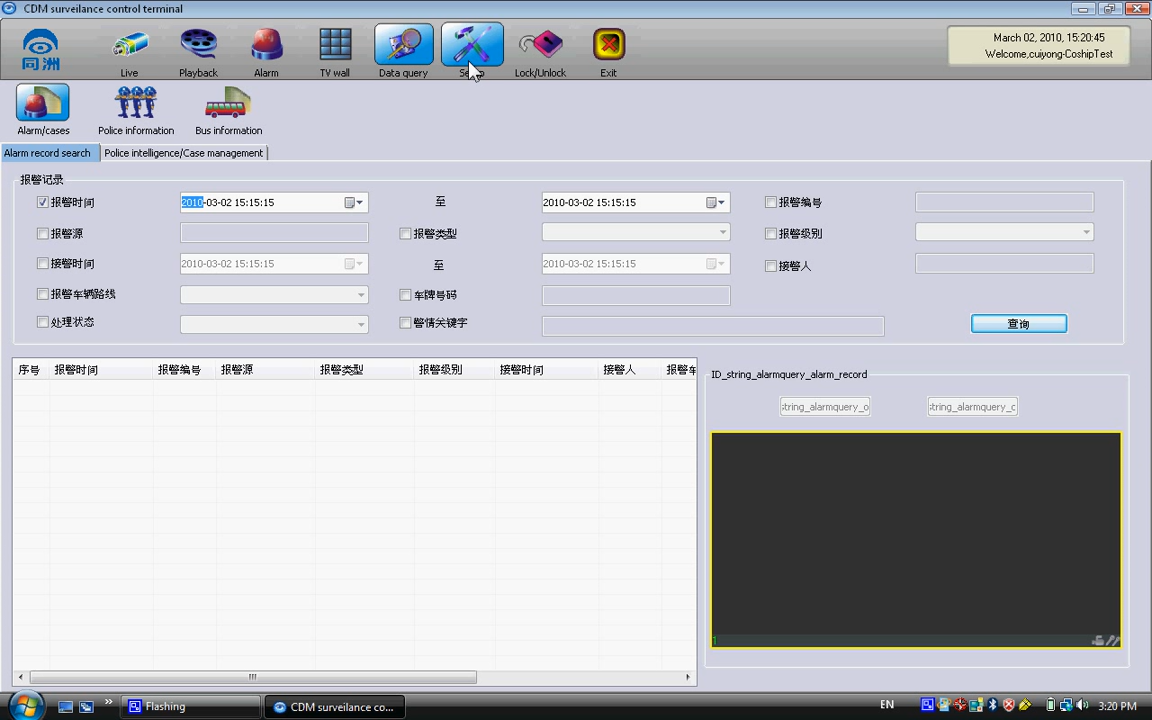 CDM surveilance control terminal
同洲
Live
Playback
Alarm
TV wall
Data query
Lock/Unlock
Exit
March 02, 2010, 15:20:45
Welcome,cuiyong-CoshipTest
Alarm/cases
Police information
Bus information
Alarm record search
Police intelligence/Case management
报警记录
报警时间
2010-03-02 15:15:15
至
2010-03-02 15:15:15
报警编号
报警源
报警类型
报警级别
接警时间
2010-03-02 15:15:15
至
2010-03-02 15:15:15
接警人
报警车辆路线
车牌号码
处理状态
警情关键字
查询
序号
报警时间
报警编号
报警源
报警类型
报警级别
接警时间
接警人
报警车
ID_string_alarmquery_alarm_record
string_alarmquery_o
string_alarmquery_c
1
Flashing
CDM surveilance co...
EN
3:20 PM